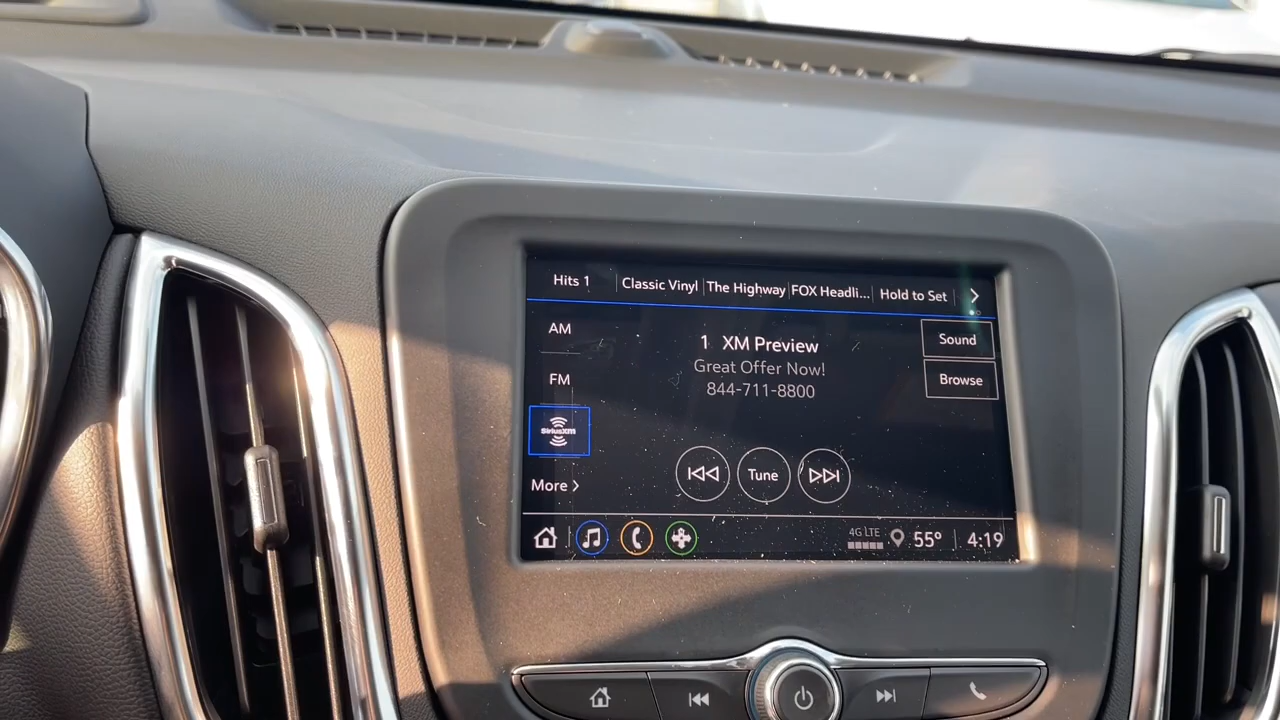 Hits 1
Classic Vinyl
The Highway
FOX Headli...
Hold to Set
AM
1 XM Preview
Sound
Great Offer Now!
FM
844-711-8800
Browse
SiriusXM
More
Tune
4G LTE
55°
4:19